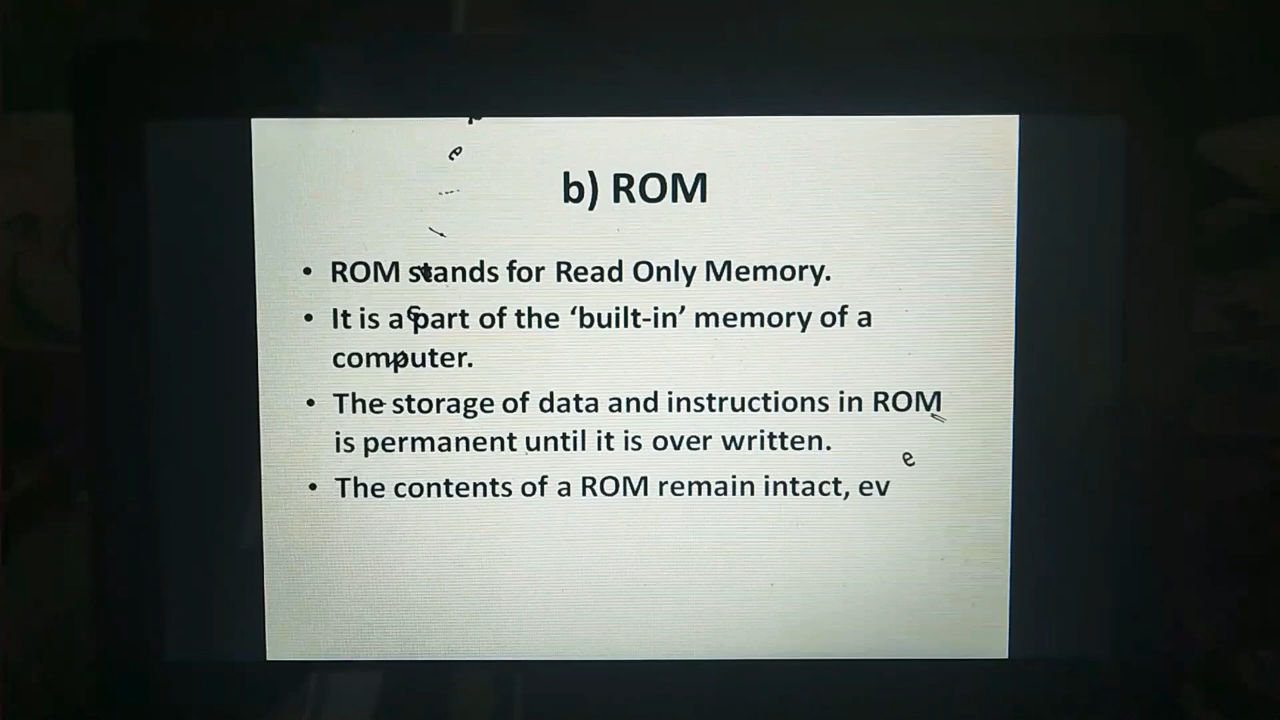 b) ROM
• ROM stands for Read Only Memory.
• It is a part of the ‘built-in’ memory of a
computer.
• The storage of data and instructions in ROM
is permanent until it is over written.
• The contents of a ROM remain intact, ev
e